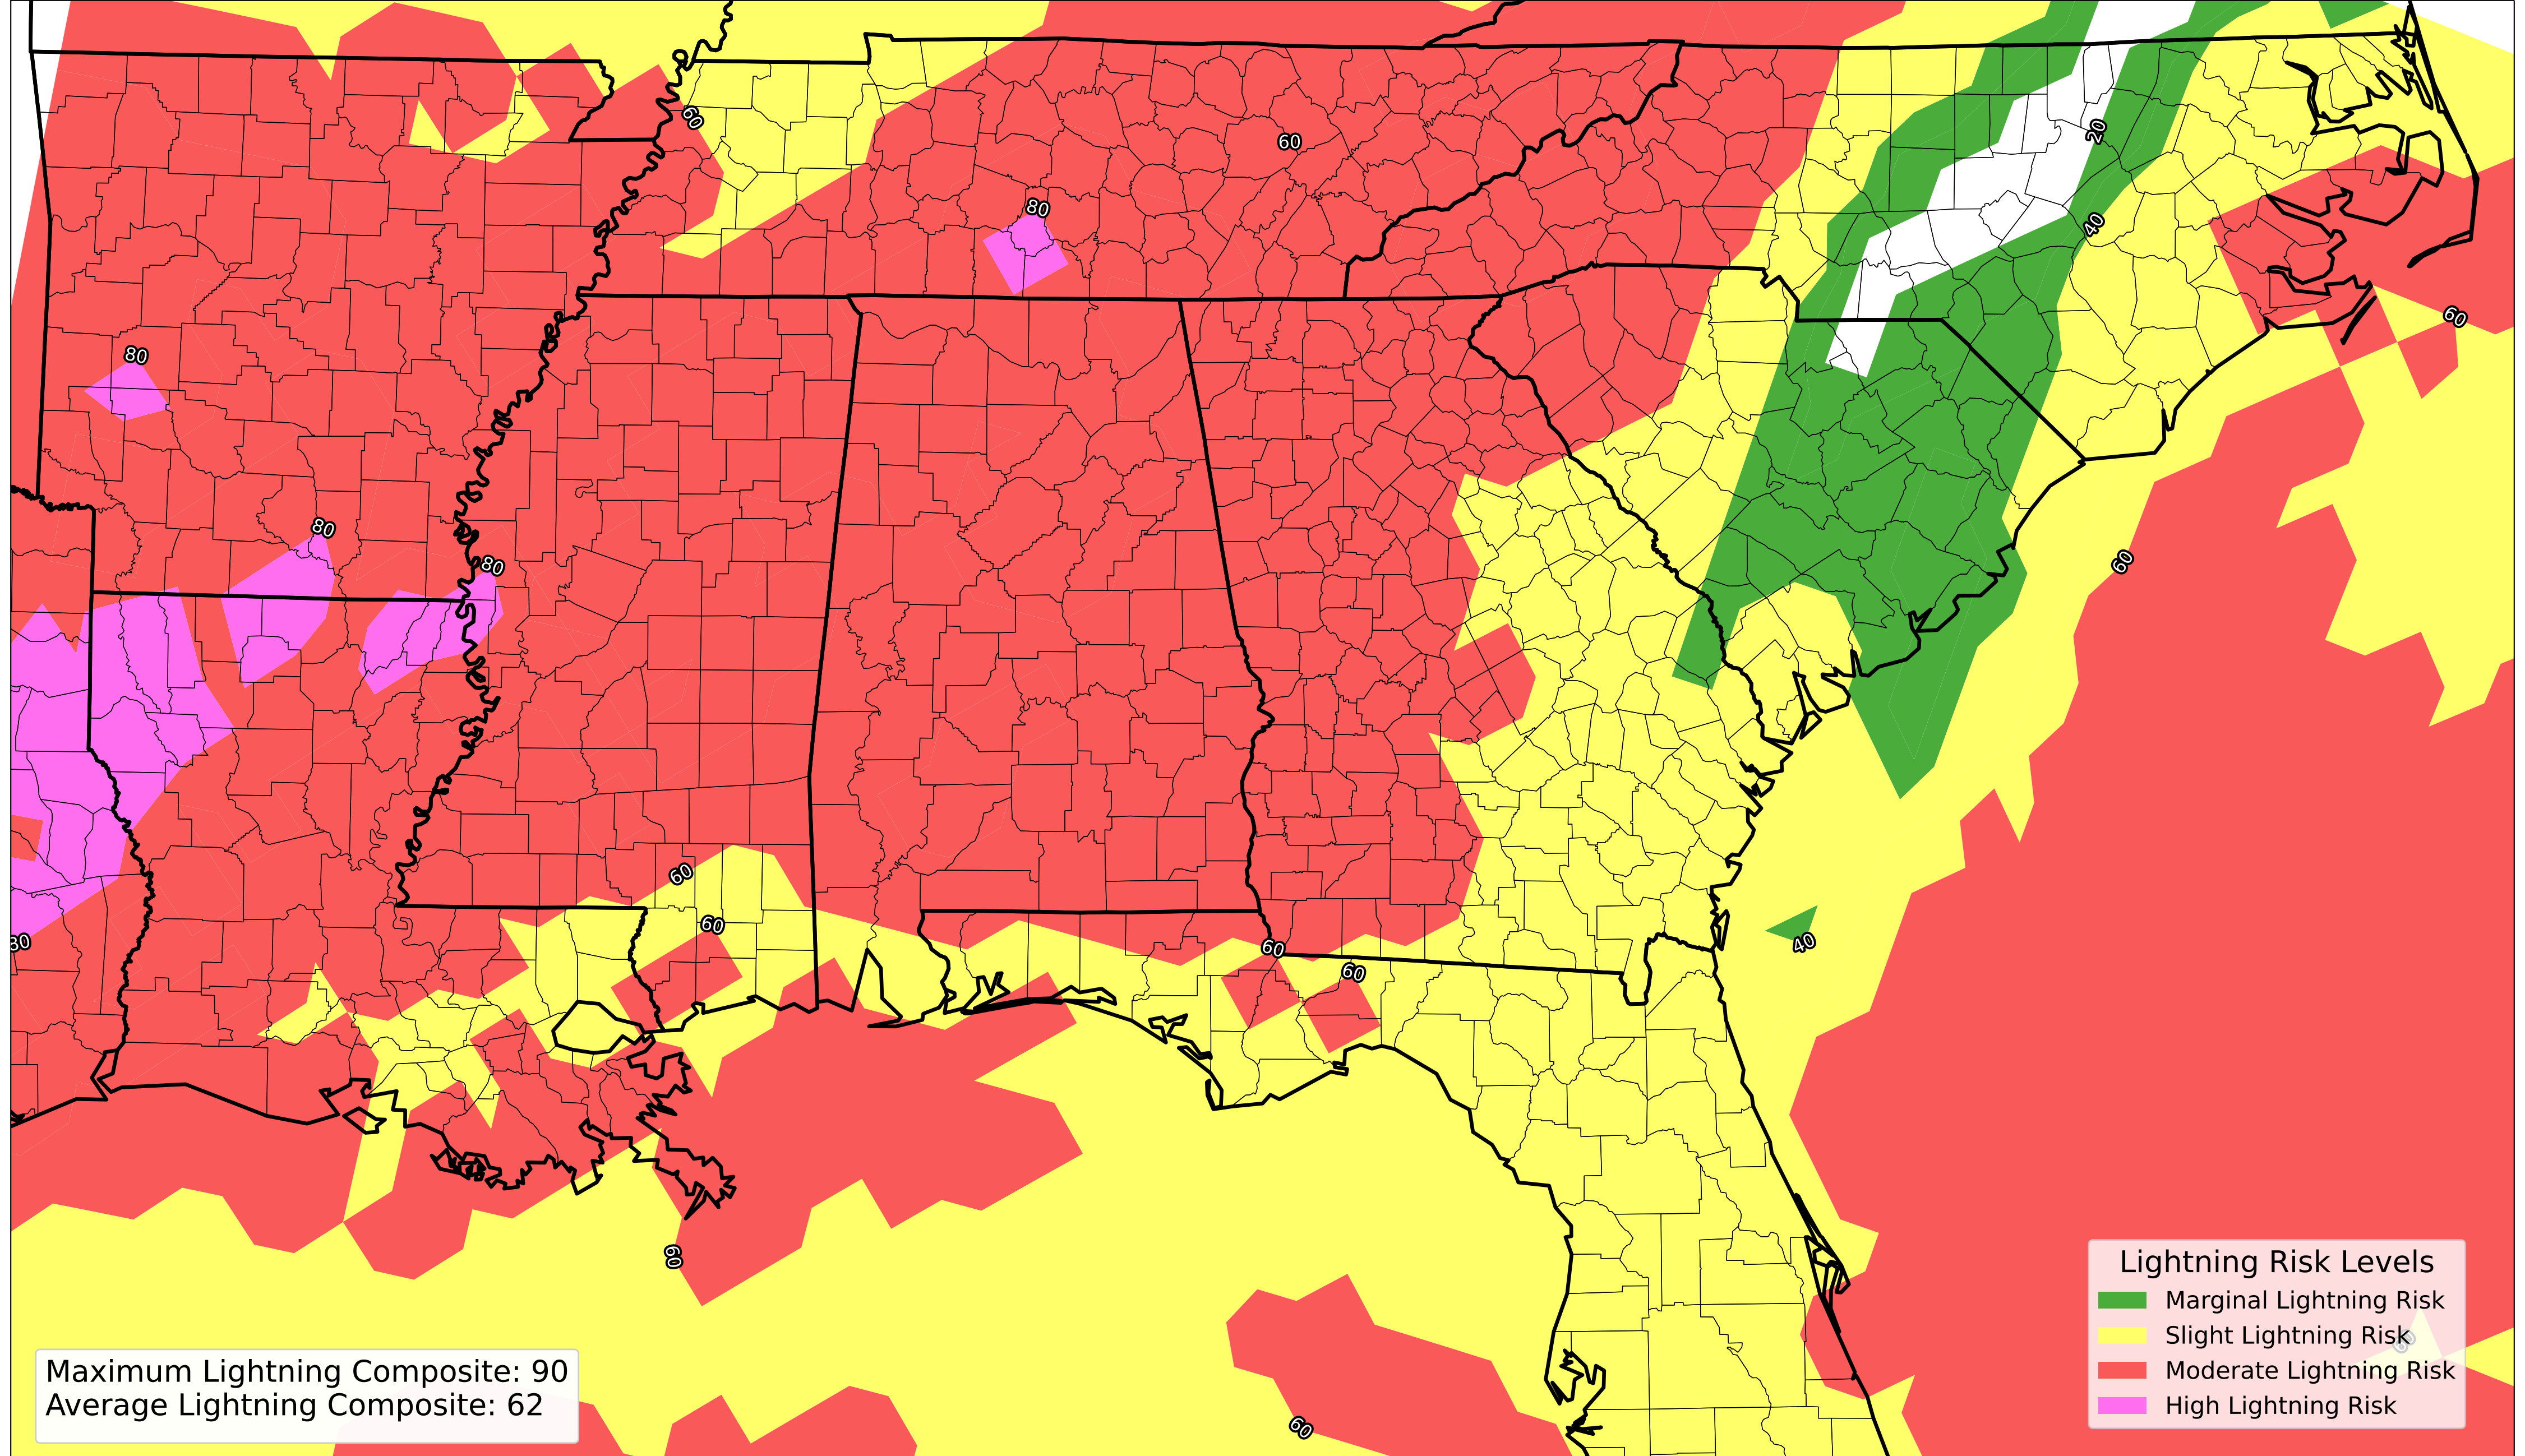 60
20
60
80
40
60
80
80
80
60
60
60
60
80
40
60
60
Lightning Risk Levels
Marginal Lightning Risk
Slight Lightning Risk
60
Moderate Lightning Risk
High Lightning Risk
Maximum Lightning Composite: 90
Average Lightning Composite: 62
60